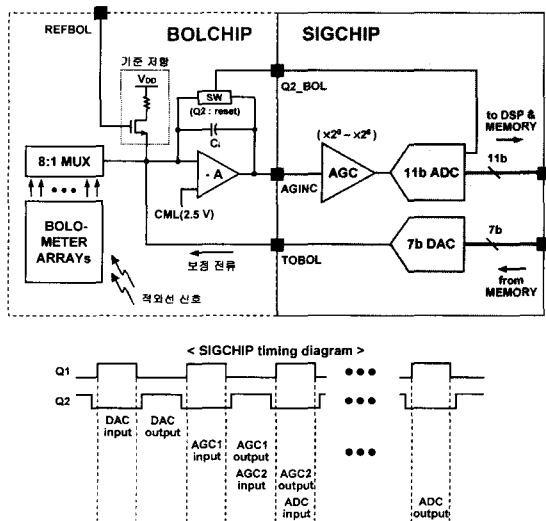 REFBOL
BOLCHIP
SIGCHIP
기준 저항
VDD
SW
(Q2 : reset)
Q2_BOL
to DSP &
MEMORY
Ci
8:1 MUX
- A
AGINC
AGC
11b ADC
11b
CML(2.5 V)
BOLO-
METER
ARRAYs
TOBOL
7b DAC
7b
보정 전류
from
MEMORY
적외선 신호
< SIGCHIP timing diagram >
Q1
Q2
DAC
input
DAC
output
AGC1
input
AGC1
output
AGC2
input
AGC2
output
ADC
input
ADC
output